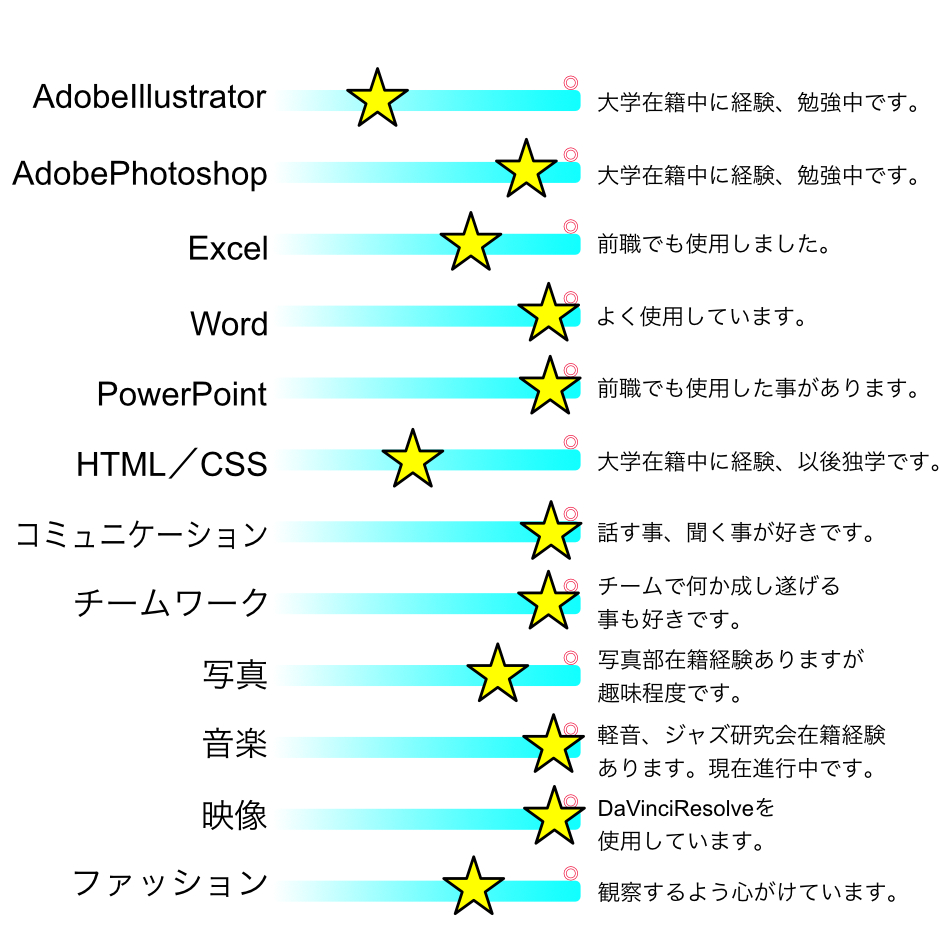 AdobeIllustrator
◎
大学在籍中に経験、勉強中です。
AdobePhotoshop
◎
大学在籍中に経験、勉強中です。
Excel
◎
前職でも使用しました。
Word
◎
よく使用しています。
PowerPoint
◎
前職でも使用した事があります。
HTML／CSS
◎
大学在籍中に経験、以後独学です。
コミュニケーション
◎
話す事、聞く事が好きです。
チームワーク
◎
チームで何か成し遂げる
事も好きです。
写真
◎
写真部在籍経験ありますが
趣味程度です。
音楽
◎
軽音、ジャズ研究会在籍経験
あります。現在進行中です。
映像
◎
DaVinciResolveを
使用しています。
ファッション
◎
観察するよう心がけています。